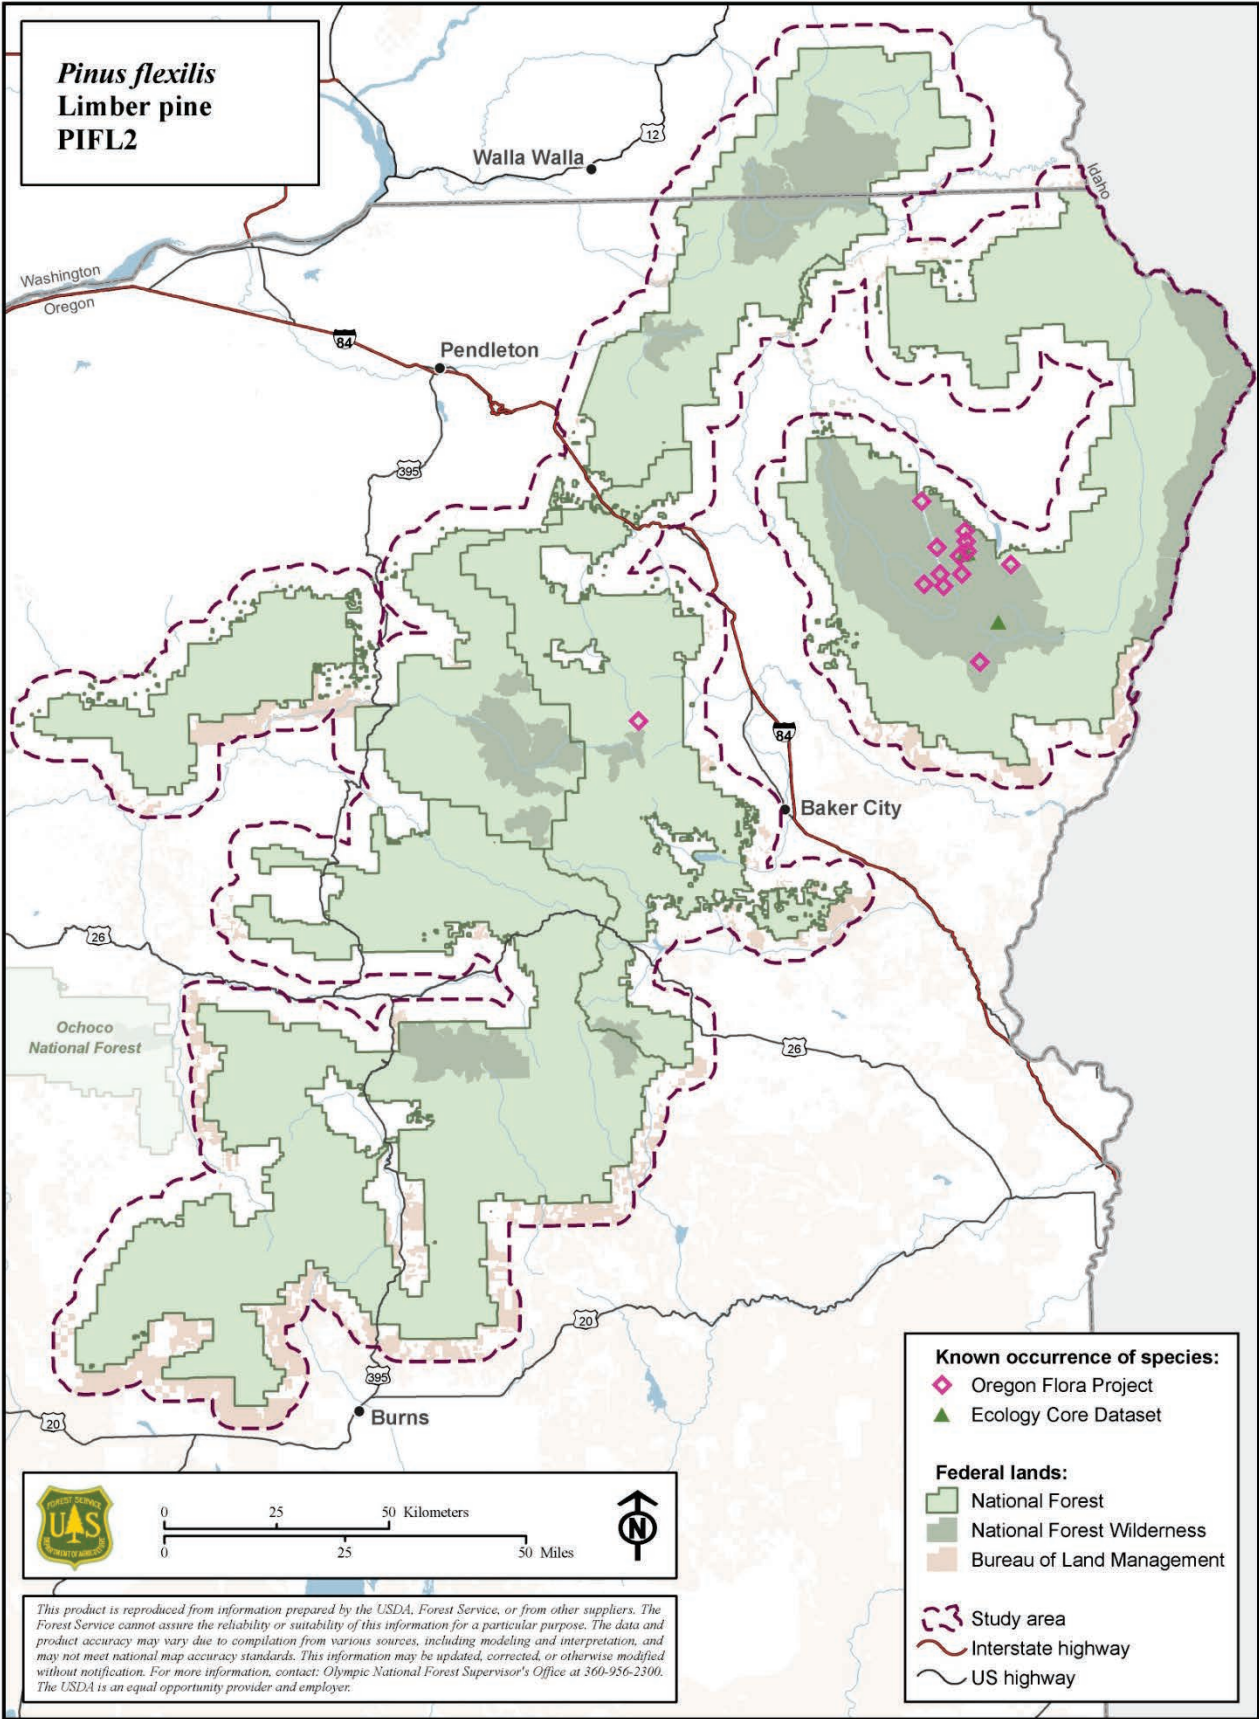 Pinus flexilis
Limber pine
PIFL2
12
Walla Walla
Idaho
Washington
Oregon
84
Pendleton
395
84
Baker City
26
Ochoco
National Forest
26
20
395
Burns
20
Known occurrence of species:
Oregon Flora Project
Ecology Core Dataset
Federal lands:
National Forest
National Forest Wilderness
Bureau of Land Management
Study area
Interstate highway
US highway
FOREST SERVICE
U S
DEPARTMENT OF AGRICULTURE
0 25 50 Kilometers
0 25 50 Miles
N
This product is reproduced from information prepared by the USDA, Forest Service, or from other suppliers. The
Forest Service cannot assure the reliability or suitability of this information for a particular purpose. The data and
product accuracy may vary due to compilation from various sources, including modeling and interpretation, and
may not meet national map accuracy standards. This information may be updated, corrected, or otherwise modified
without notification. For more information, contact: Olympic National Forest Supervisor's Office at 360-956-2300.
The USDA is an equal opportunity provider and employer.